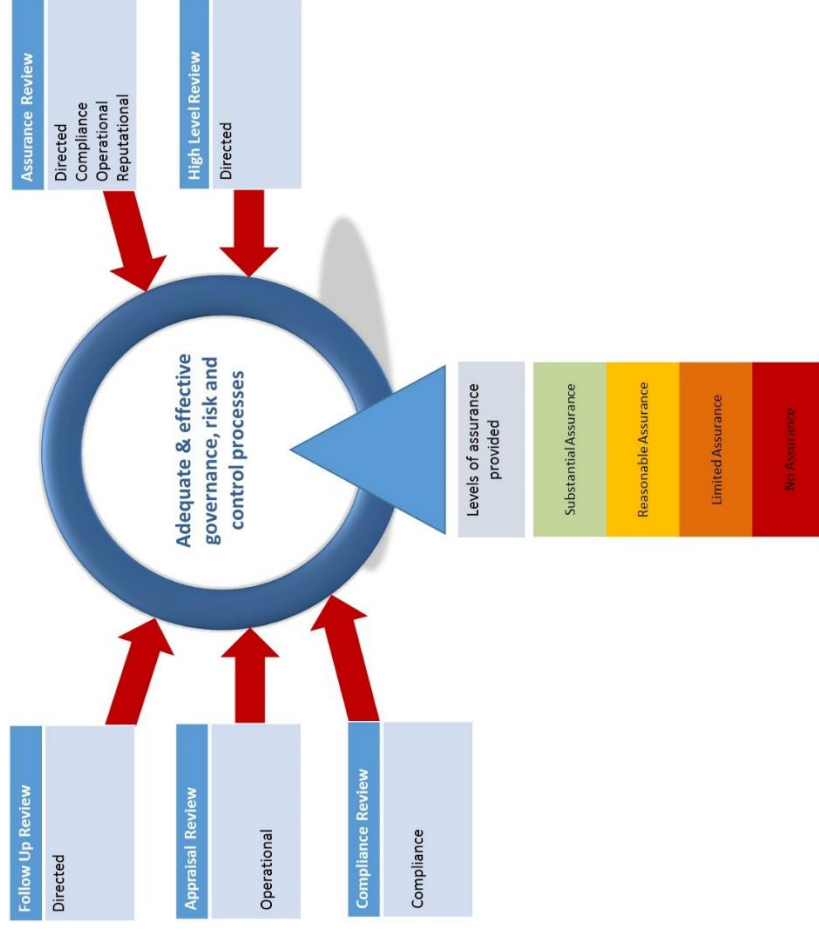 Follow Up Review
Directed
Appraisal Review
Operational
Compliance Review
Compliance
Adequate & effective
governance, risk and
control processes
Assurance Review
Directed
Compliance
Operational
Reputational
High Level Review
Directed
Levels of assurance
provided
Substantial Assurance
Reasonable Assurance
Limited Assurance
No Assurance